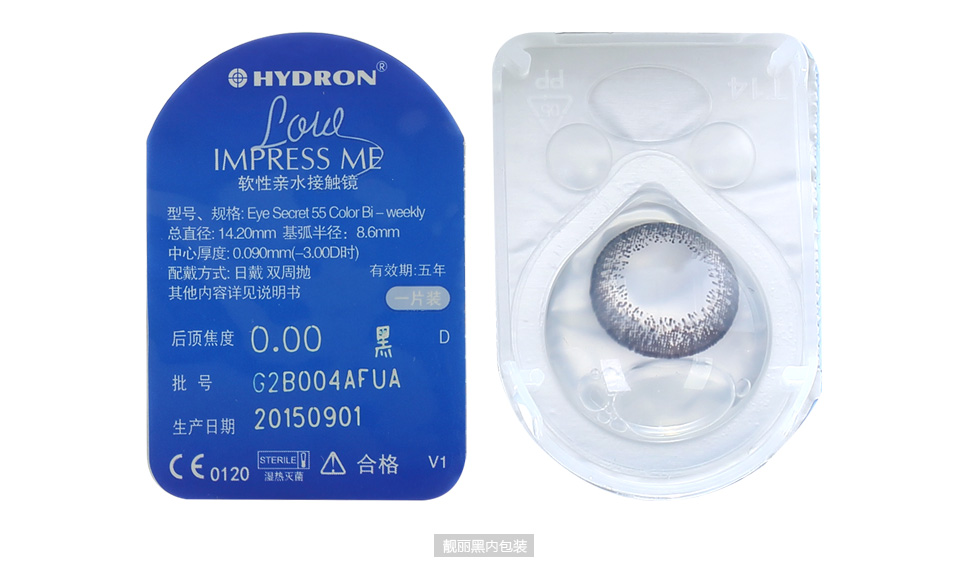 HYDRON®
Love
IMPRESS ME
软性亲水接触镜
型号、规格: Eye Secret 55 Color Bi – weekly
总直径: 14.20mm 基弧半径: 8.6mm
中心厚度: 0.090mm(–3.00D时)
配戴方式: 日戴 双周抛 有效期: 五年
其他内容详见说明书
一片装
后顶焦度 0.00 黑 D
批 号 G2B004AFUA
生产日期 20150901
CE 0120 STERILE 合格 V1
湿热灭菌
PP
114
靓丽黑内包装